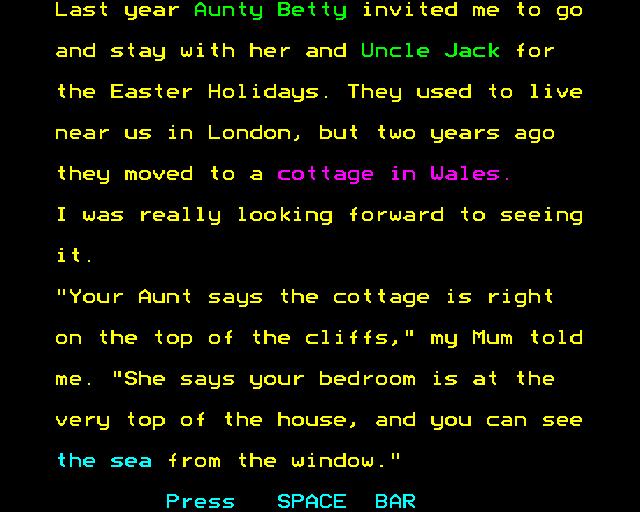 Last year Aunty Betty invited me to go
and stay with her and Uncle Jack for
the Easter Holidays. They used to live
near us in London, but two years ago
they moved to a cottage in Wales.
I was really looking forward to seeing
it.
"Your Aunt says the cottage is right
on the top of the cliffs," my Mum told
me. "She says your bedroom is at the
very top of the house, and you can see
the sea from the window."
Press SPACE BAR